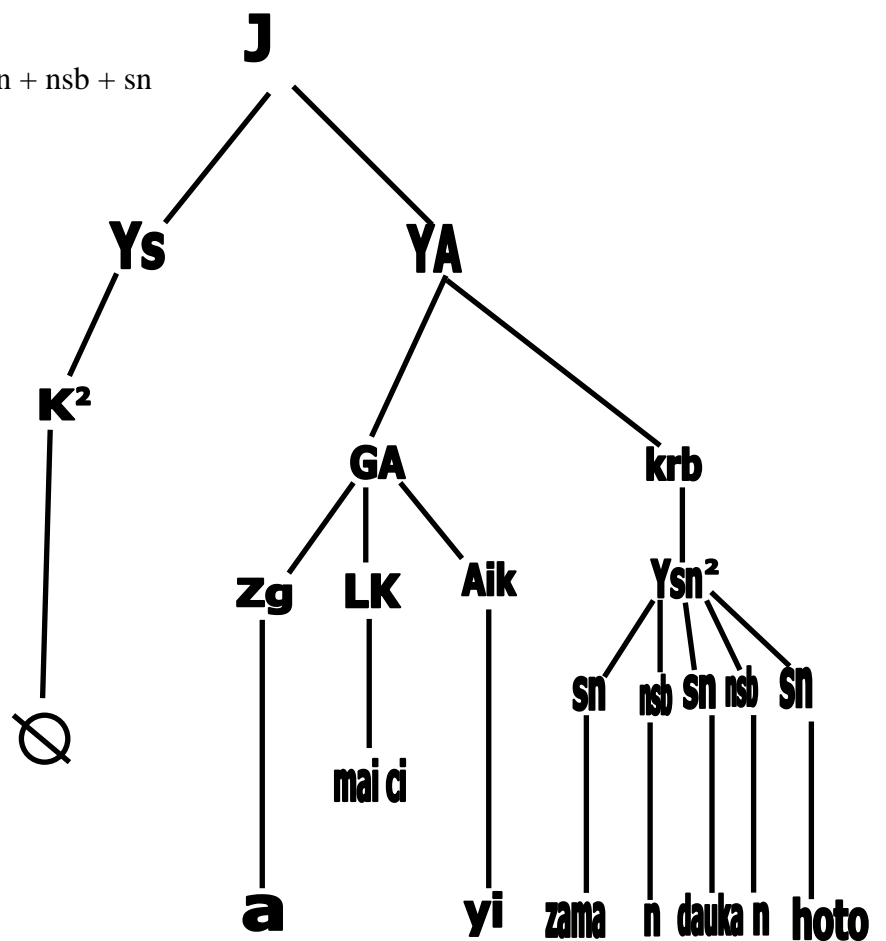 J
n + nsb + sn
Ys YA
K²
GA krb
Zg LK Aik Ysn²
sn nsb sn nsb sn
Ø
mai ci
a yi zama n dauka n hoto